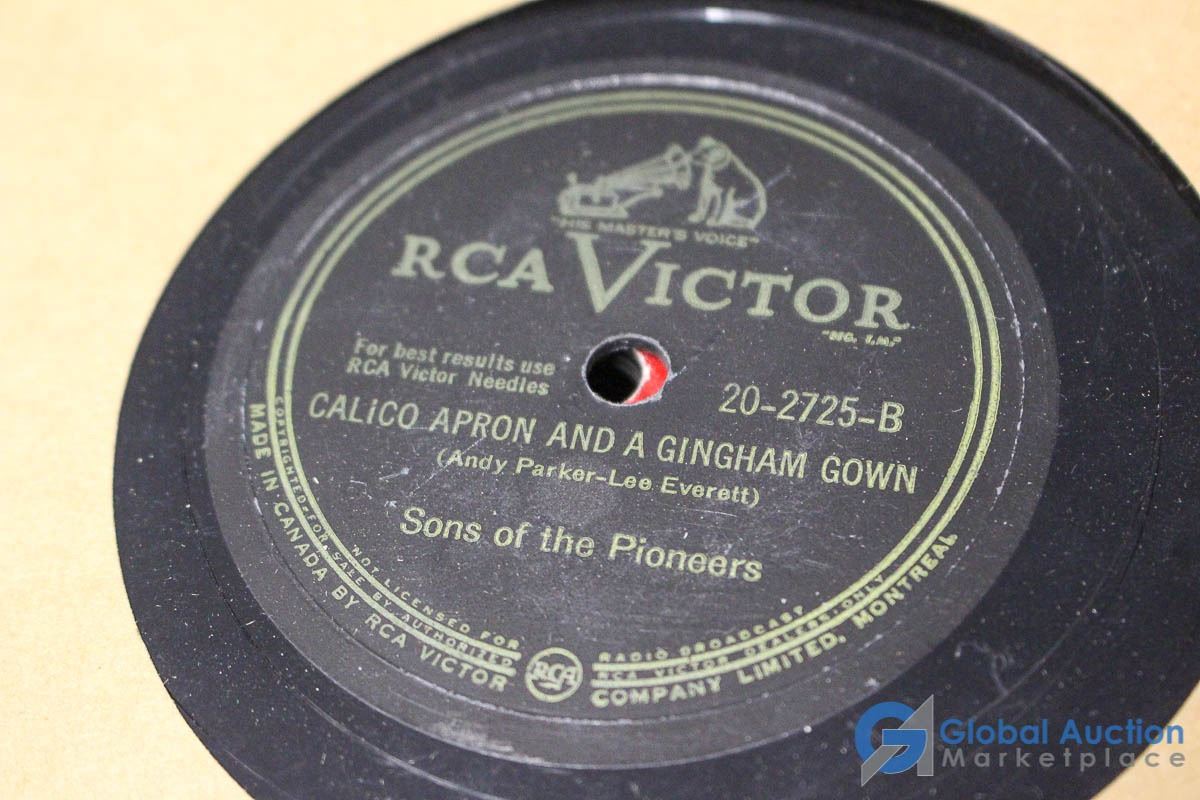 "HIS MASTER'S VOICE"
RCA VICTOR
For best results use
RCA Victor Needles
20-2725-B
CALiCO APRON AND A GINGHAM GOWN
(Andy Parker-Lee Everett)
Sons of the Pioneers
NOT LICENSED FOR RADIO BROADCAST
COPYRIGHTED-FOR SALE BY AUTHORIZED RCA VICTOR DEALERS ONLY
MADE IN CANADA BY RCA VICTOR COMPANY LIMITED, MONTREAL
RCA
Global Auction
Marketplace